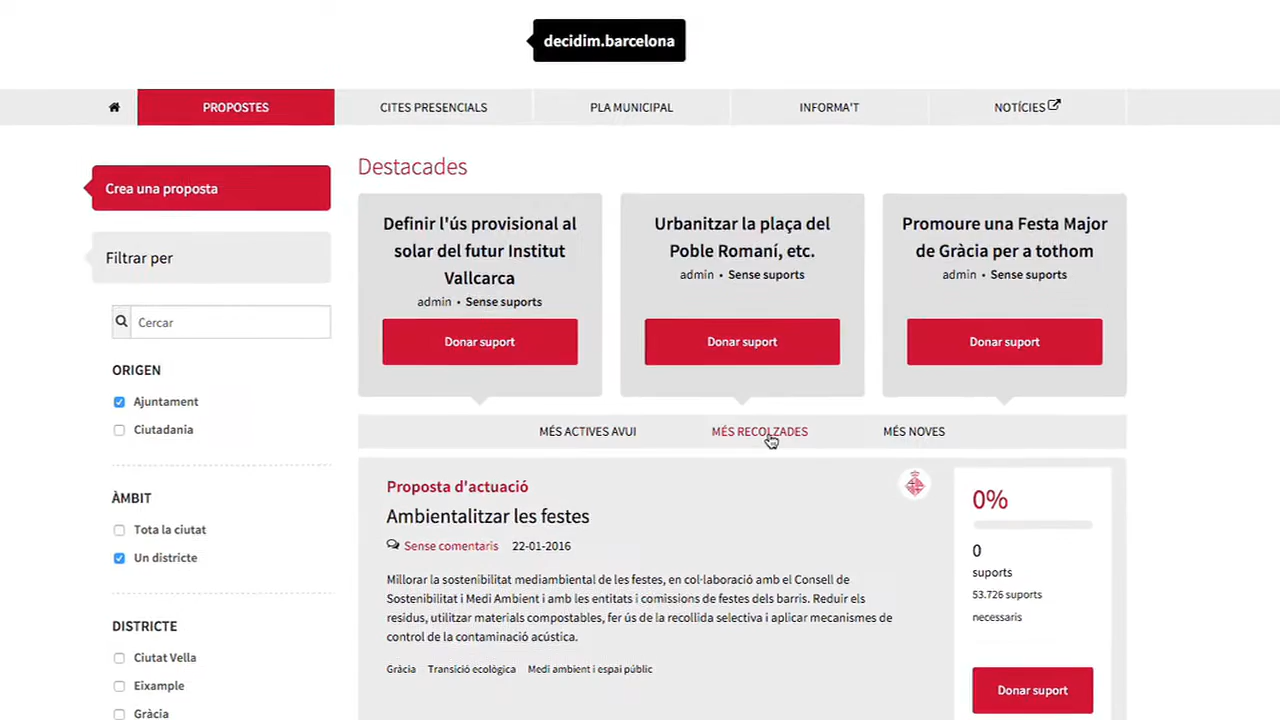 decidim.barcelona
PROPOSTES
CITES PRESENCIALS
PLA MUNICIPAL
INFORMA'T
NOTÍCIES
Crea una proposta
Filtrar per
Cercar
ORIGEN
Ajuntament
Ciutadania
ÀMBIT
Tota la ciutat
Un districte
DISTRICTE
Ciutat Vella
Eixample
Gràcia
Destacades
Definir l'ús provisional al
solar del futur Institut
Vallcarca
admin • Sense suports
Donar suport
Urbanitzar la plaça del
Poble Romaní, etc.
admin • Sense suports
Donar suport
Promoure una Festa Major
de Gràcia per a tothom
admin • Sense suports
Donar suport
MÉS ACTIVES AVUI
MÉS RECOLZADES
MÉS NOVES
Proposta d'actuació
Ambientalitzar les festes
Sense comentaris 22-01-2016
Millorar la sostenibilitat mediambiental de les festes, en col·laboració amb el Consell de
Sostenibilitat i Medi Ambient i amb les entitats i comissions de festes dels barris. Reduir els
residus, utilitzar materials compostables, fer ús de la recollida selectiva i aplicar mecanismes de
control de la contaminació acústica.
Gràcia Transició ecològica Medi ambient i espai públic
0%
0
suports
53.726 suports
necessaris
Donar suport